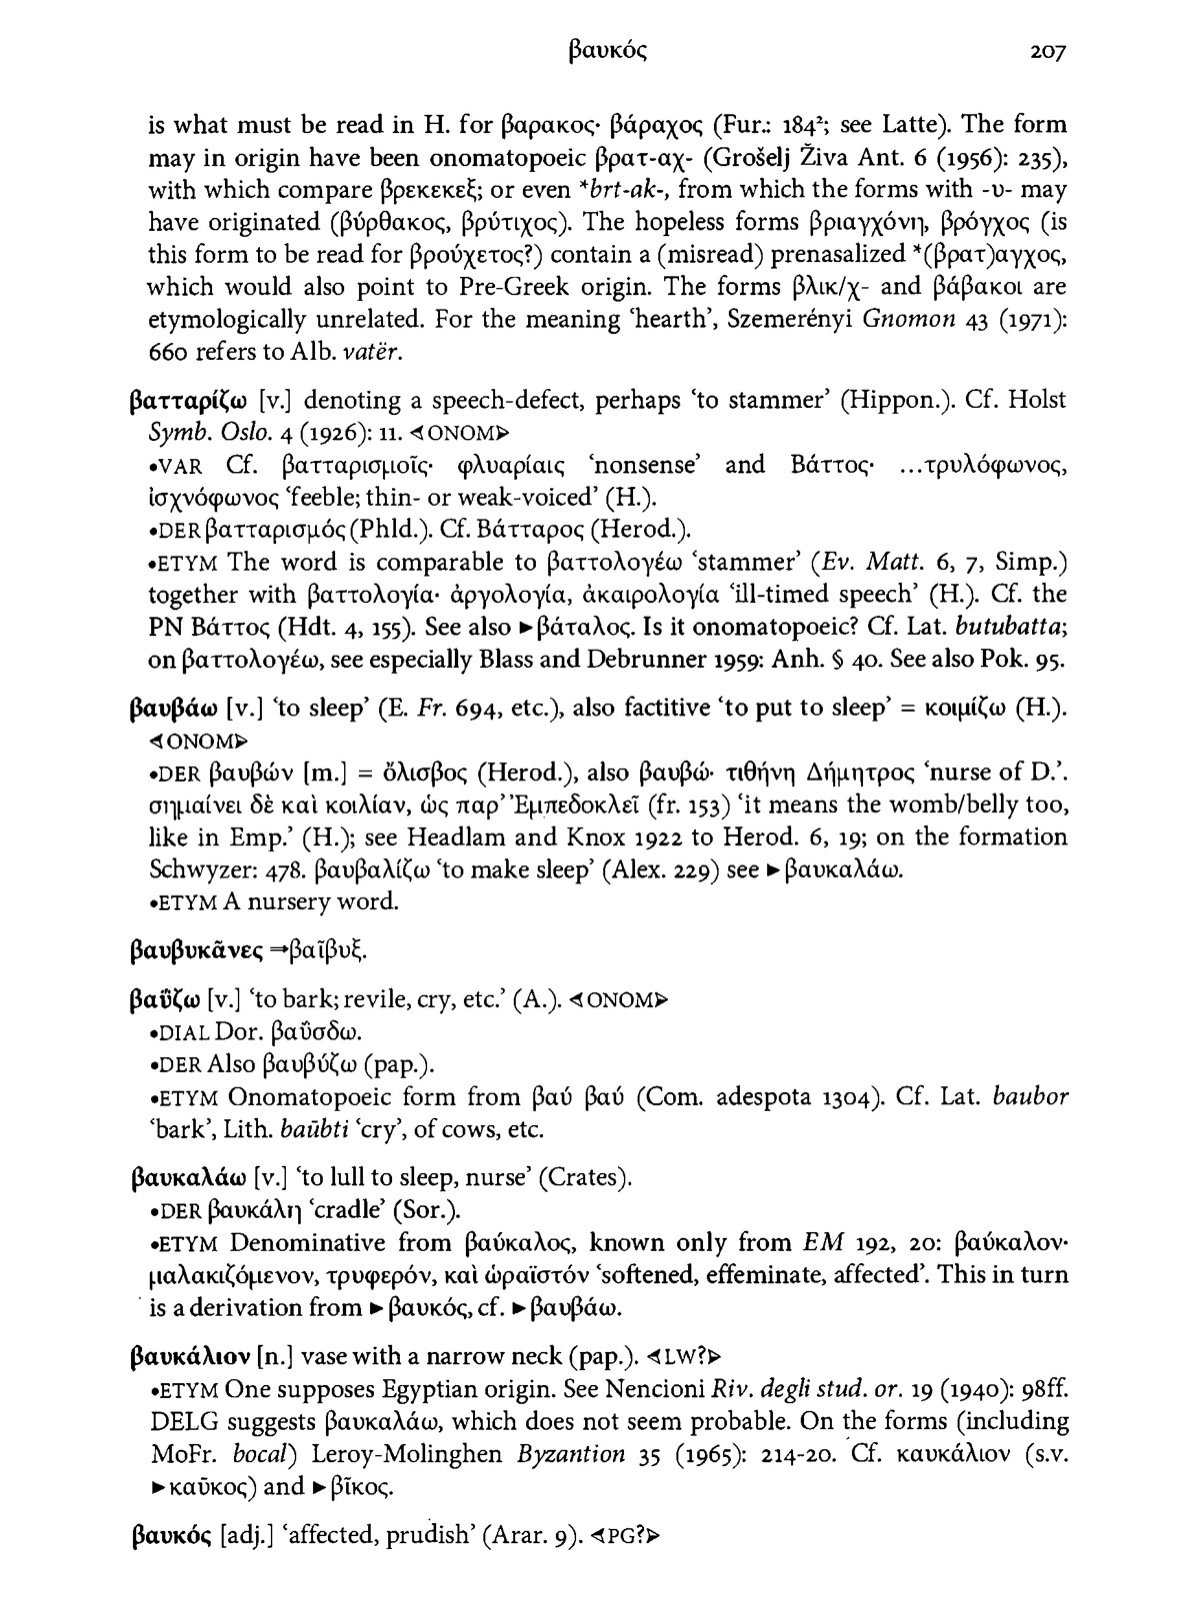 βαυκός 207
is what must be read in H. for βαρακος· βάραχος (Fur.: 184²; see Latte). The form
may in origin have been onomatopoeic βρατ-αχ- (Grošelj Živa Ant. 6 (1956): 235),
with which compare βρεκεκεξ; or even *brt-ak-, from which the forms with -υ- may
have originated (βύρθακος, βρύτιχος). The hopeless forms βριαγχόνη, βρόγχος (is
this form to be read for βρούχετος?) contain a (misread) prenasalized *(βρατ)αγχος,
which would also point to Pre-Greek origin. The forms βλικ/χ- and βάβακοι are
etymologically unrelated. For the meaning ‘hearth’, Szemerényi Gnomon 43 (1971):
660 refers to Alb. vatër.
βατταρίζω [v.] denoting a speech-defect, perhaps ‘to stammer’ (Hippon.). Cf. Holst
Symb. Oslo. 4 (1926): 11. ⊲ONOM⊳
•VAR Cf. βατταρισμοῖς· φλυαρίαις ‘nonsense’ and Βάττος· …τρυλόφωνος,
ἰσχνόφωνος ‘feeble; thin- or weak-voiced’ (H.).
•DER βατταρισμός (Phld.). Cf. Βάτταρος (Herod.).
•ETYM The word is comparable to βαττολογέω ‘stammer’ (Ev. Matt. 6, 7, Simp.)
together with βαττολογία· ἀργολογία, ἀκαιρολογία ‘ill-timed speech’ (H.). Cf. the
PN Βάττος (Hdt. 4, 155). See also ►βάταλος. Is it onomatopoeic? Cf. Lat. butubatta;
on βαττολογέω, see especially Blass and Debrunner 1959: Anh. § 40. See also Pok. 95.
βαυβάω [v.] ‘to sleep’ (E. Fr. 694, etc.), also factitive ‘to put to sleep’ = κοιμίζω (H.).
⊲ONOM⊳
•DER βαυβών [m.] = ὄλισβος (Herod.), also βαυβώ· τιθήνη Δήμητρος ‘nurse of D.’.
σημαίνει δὲ καὶ κοιλίαν, ὡς παρ’ Ἐμπεδοκλεῖ (fr. 153) ‘it means the womb/belly too,
like in Emp.’ (H.); see Headlam and Knox 1922 to Herod. 6, 19; on the formation
Schwyzer: 478. βαυβαλίζω ‘to make sleep’ (Alex. 229) see ►βαυκαλάω.
•ETYM A nursery word.
βαυβυκᾶνες ⇒βαῖβυξ.
βαΰζω [v.] ‘to bark; revile, cry, etc.’ (A.). ⊲ONOM⊳
•DIAL Dor. βαΰσδω.
•DER Also βαυβύζω (pap.).
•ETYM Onomatopoeic form from βαύ βαύ (Com. adespota 1304). Cf. Lat. baubor
‘bark’, Lith. baũbti ‘cry’, of cows, etc.
βαυκαλάω [v.] ‘to lull to sleep, nurse’ (Crates).
•DER βαυκάλη ‘cradle’ (Sor.).
•ETYM Denominative from βαύκαλος, known only from EM 192, 20: βαύκαλον·
μαλακιζόμενον, τρυφερόν, καὶ ὡραϊστόν ‘softened, effeminate, affected’. This in turn
is a derivation from ►βαυκός, cf. ►βαυβάω.
βαυκάλιον [n.] vase with a narrow neck (pap.). ⊲LW?⊳
•ETYM One supposes Egyptian origin. See Nencioni Riv. degli stud. or. 19 (1940): 98ff.
DELG suggests βαυκαλάω, which does not seem probable. On the forms (including
MoFr. bocal) Leroy-Molinghen Byzantion 35 (1965): 214-20. Cf. καυκάλιον (s.v.
►καῦκος) and ►βῖκος.
βαυκός [adj.] ‘affected, prudish’ (Arar. 9). ⊲PG?⊳